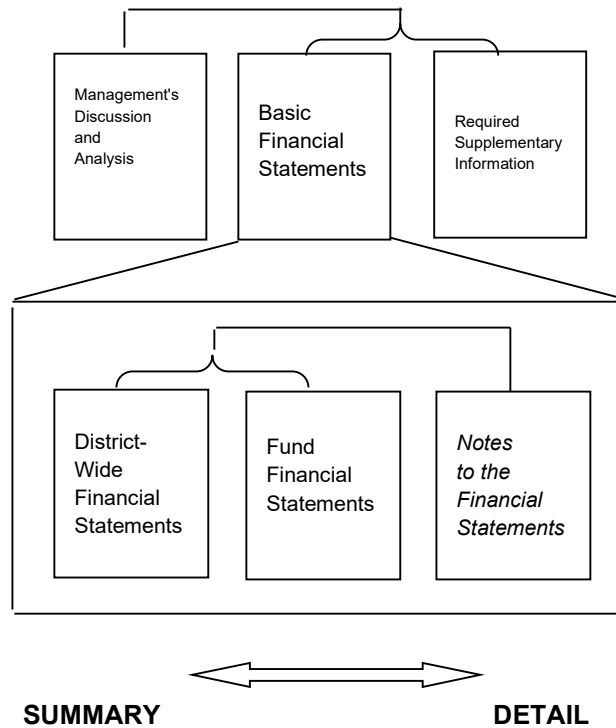 Management's
Discussion
and
Analysis
Basic
Financial
Statements
Required
Supplementary
Information
District-
Wide
Financial
Statements
Fund
Financial
Statements
Notes
to the
Financial
Statements
SUMMARY
DETAIL